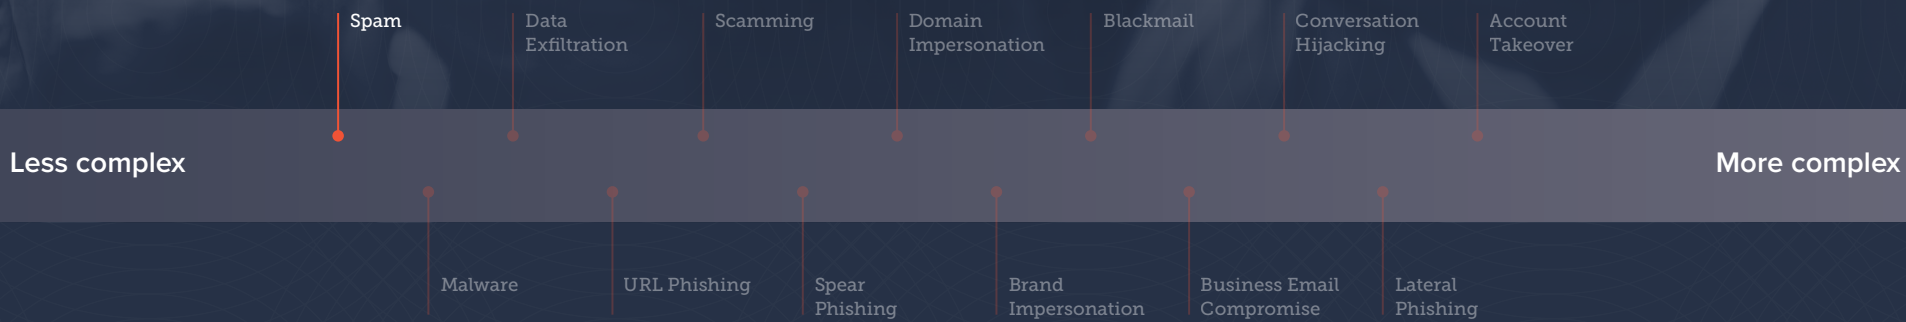 Spam
Data
Exfiltration
Scamming
Domain
Impersonation
Blackmail
Conversation
Hijacking
Account
Takeover
Less complex
More complex
Malware
URL Phishing
Spear
Phishing
Brand
Impersonation
Business Email
Compromise
Lateral
Phishing